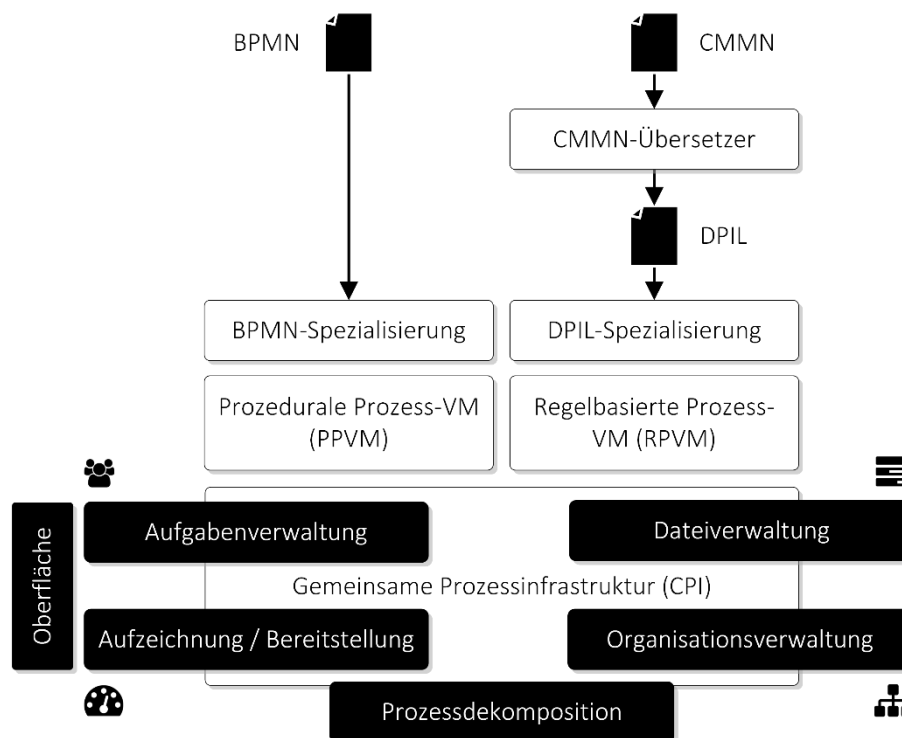 BPMN
CMMN
CMMN-Übersetzer
DPIL
BPMN-Spezialisierung
DPIL-Spezialisierung
Prozedurale Prozess-VM
(PPVM)
Regelbasierte Prozess-
VM (RPVM)
Oberfläche
Aufgabenverwaltung
Dateiverwaltung
Gemeinsame Prozessinfrastruktur (CPI)
Aufzeichnung / Bereitstellung
Organisationsverwaltung
Prozessdekomposition